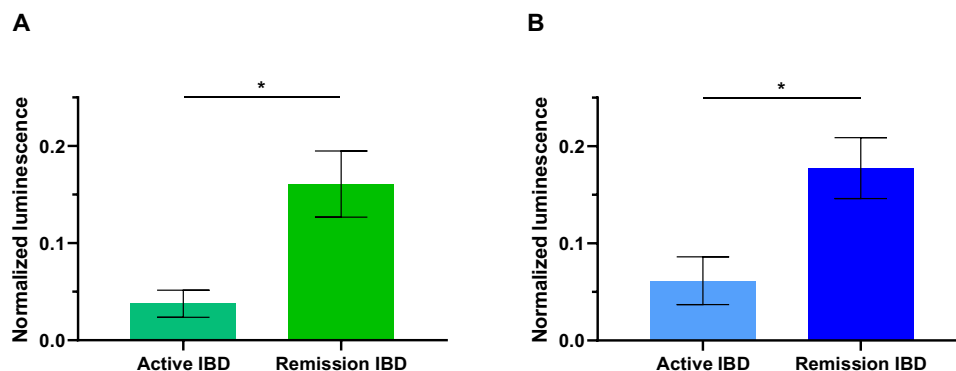 A
Normalized luminescence
0.2
0.1
0.0
*
Active IBD
Remission IBD
B
Normalized luminescence
0.2
0.1
0.0
*
Active IBD
Remission IBD